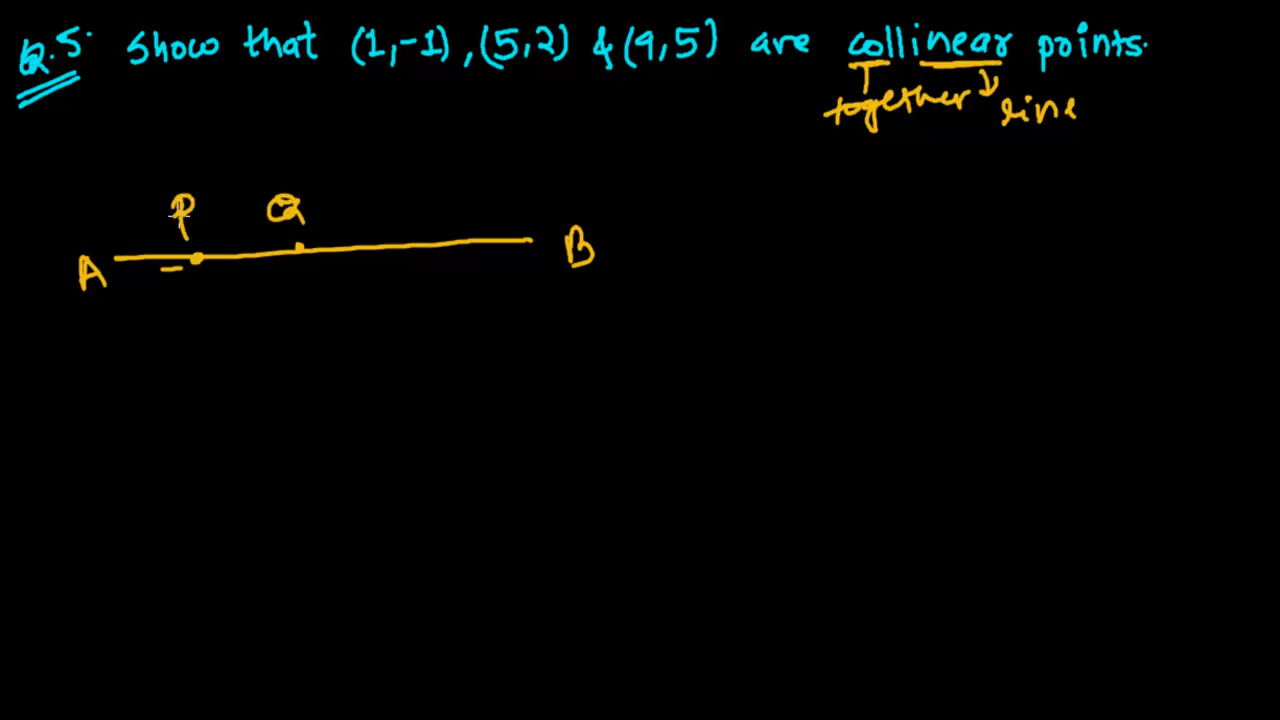 Q.5. Show that (1,-1), (5,2) & (9,5) are collinear points.
together line
P Q
A B